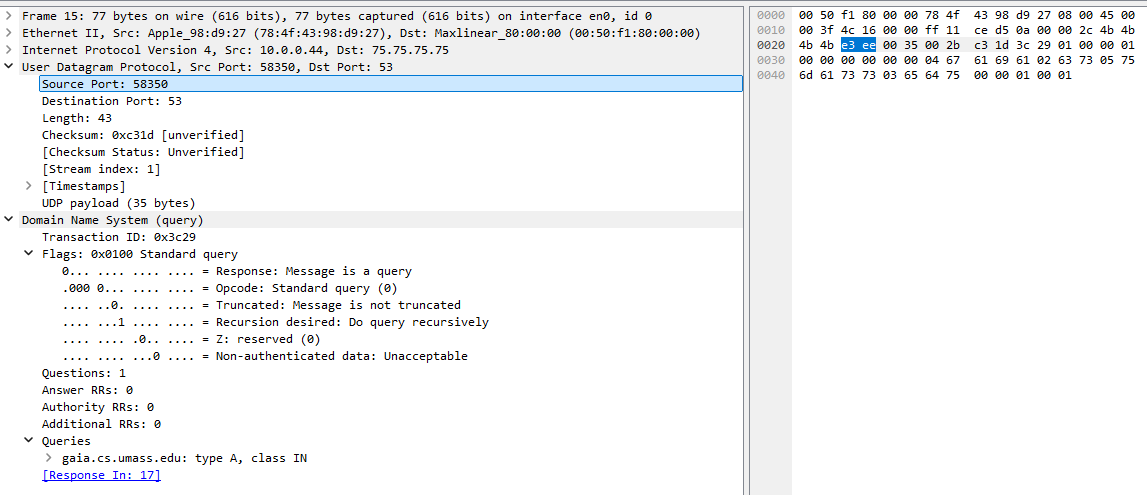 Frame 15: 77 bytes on wire (616 bits), 77 bytes captured (616 bits) on interface en0, id 0
Ethernet II, Src: Apple_98:d9:27 (78:4f:43:98:d9:27), Dst: Maxlinear_80:00:00 (00:50:f1:80:00:00)
Internet Protocol Version 4, Src: 10.0.0.44, Dst: 75.75.75.75
User Datagram Protocol, Src Port: 58350, Dst Port: 53
Source Port: 58350
Destination Port: 53
Length: 43
Checksum: 0xc31d [unverified]
[Checksum Status: Unverified]
[Stream index: 1]
[Timestamps]
UDP payload (35 bytes)
Domain Name System (query)
Transaction ID: 0x3c29
Flags: 0x0100 Standard query
0... .... .... .... = Response: Message is a query
.000 0... .... .... = Opcode: Standard query (0)
.... ..0. .... .... = Truncated: Message is not truncated
.... ...1 .... .... = Recursion desired: Do query recursively
.... .... .0.. .... = Z: reserved (0)
.... .... ...0 .... = Non-authenticated data: Unacceptable
Questions: 1
Answer RRs: 0
Authority RRs: 0
Additional RRs: 0
Queries
gaia.cs.umass.edu: type A, class IN
[Response In: 17]
0000 00 50 f1 80 00 00 78 4f 43 98 d9 27 08 00 45 00
0010 00 3f 4c 16 00 00 ff 11 ce d5 0a 00 00 2c 4b 4b
0020 4b 4b e3 ee 00 35 00 2b c3 1d 3c 29 01 00 00 01
0030 00 00 00 00 00 00 04 67 61 69 61 02 63 73 05 75
0040 6d 61 73 73 03 65 64 75 00 00 01 00 01